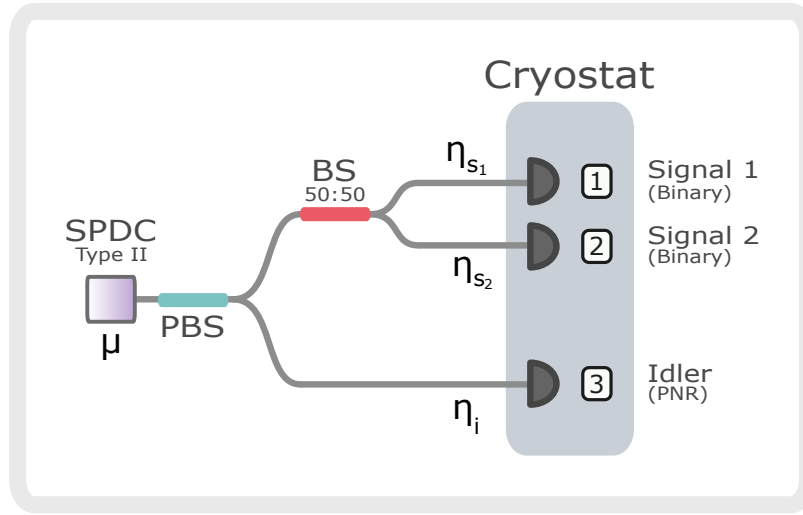 Cryostat
BS
50:50
ηs1
1
Signal 1
(Binary)
SPDC
Type II
2
Signal 2
(Binary)
ηs2
PBS
μ
3
Idler
(PNR)
ηi